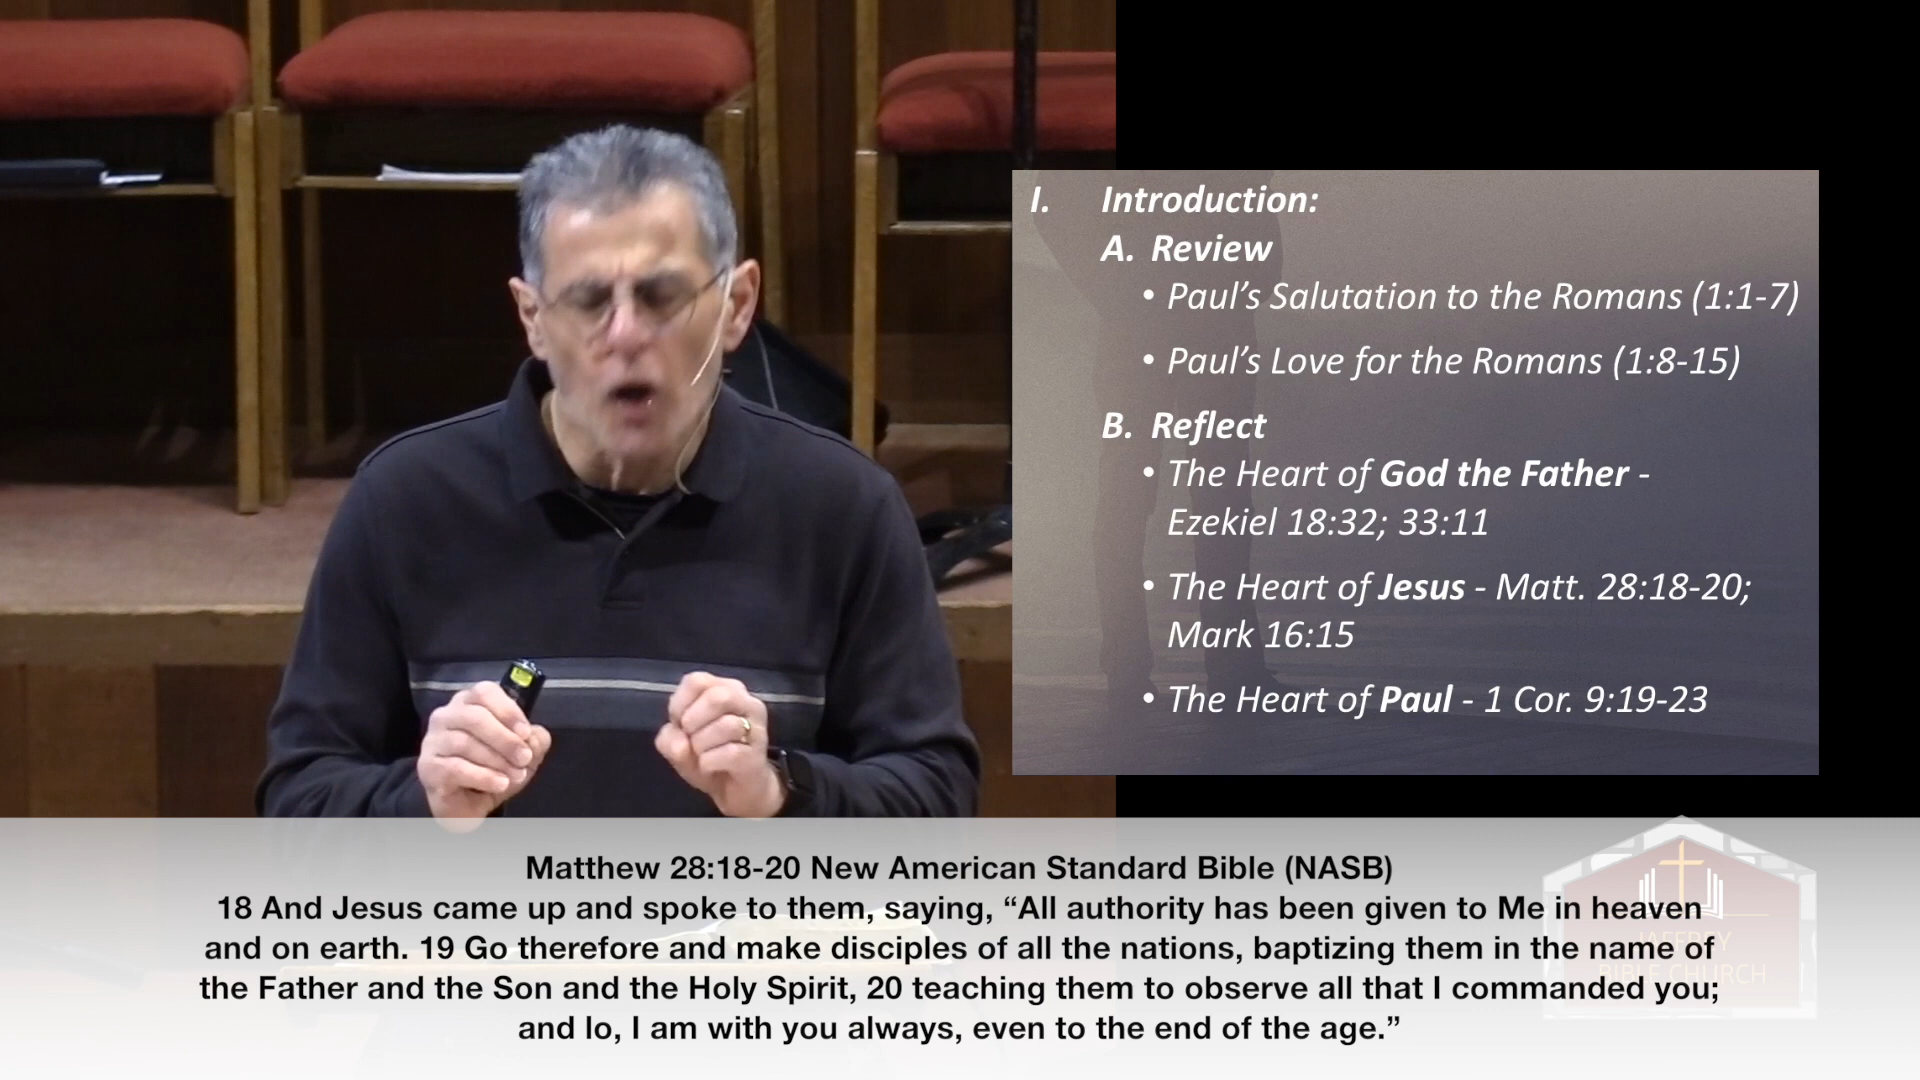 I. Introduction:
A. Review
• Paul's Salutation to the Romans (1:1-7)
• Paul's Love for the Romans (1:8-15)
B. Reflect
• The Heart of God the Father -
Ezekiel 18:32; 33:11
• The Heart of Jesus - Matt. 28:18-20;
Mark 16:15
• The Heart of Paul - 1 Cor. 9:19-23
Matthew 28:18-20 New American Standard Bible (NASB)
18 And Jesus came up and spoke to them, saying, “All authority has been given to Me in heaven
and on earth. 19 Go therefore and make disciples of all the nations, baptizing them in the name of
the Father and the Son and the Holy Spirit, 20 teaching them to observe all that I commanded you;
and lo, I am with you always, even to the end of the age.”
JAFFREY
BIBLE CHURCH